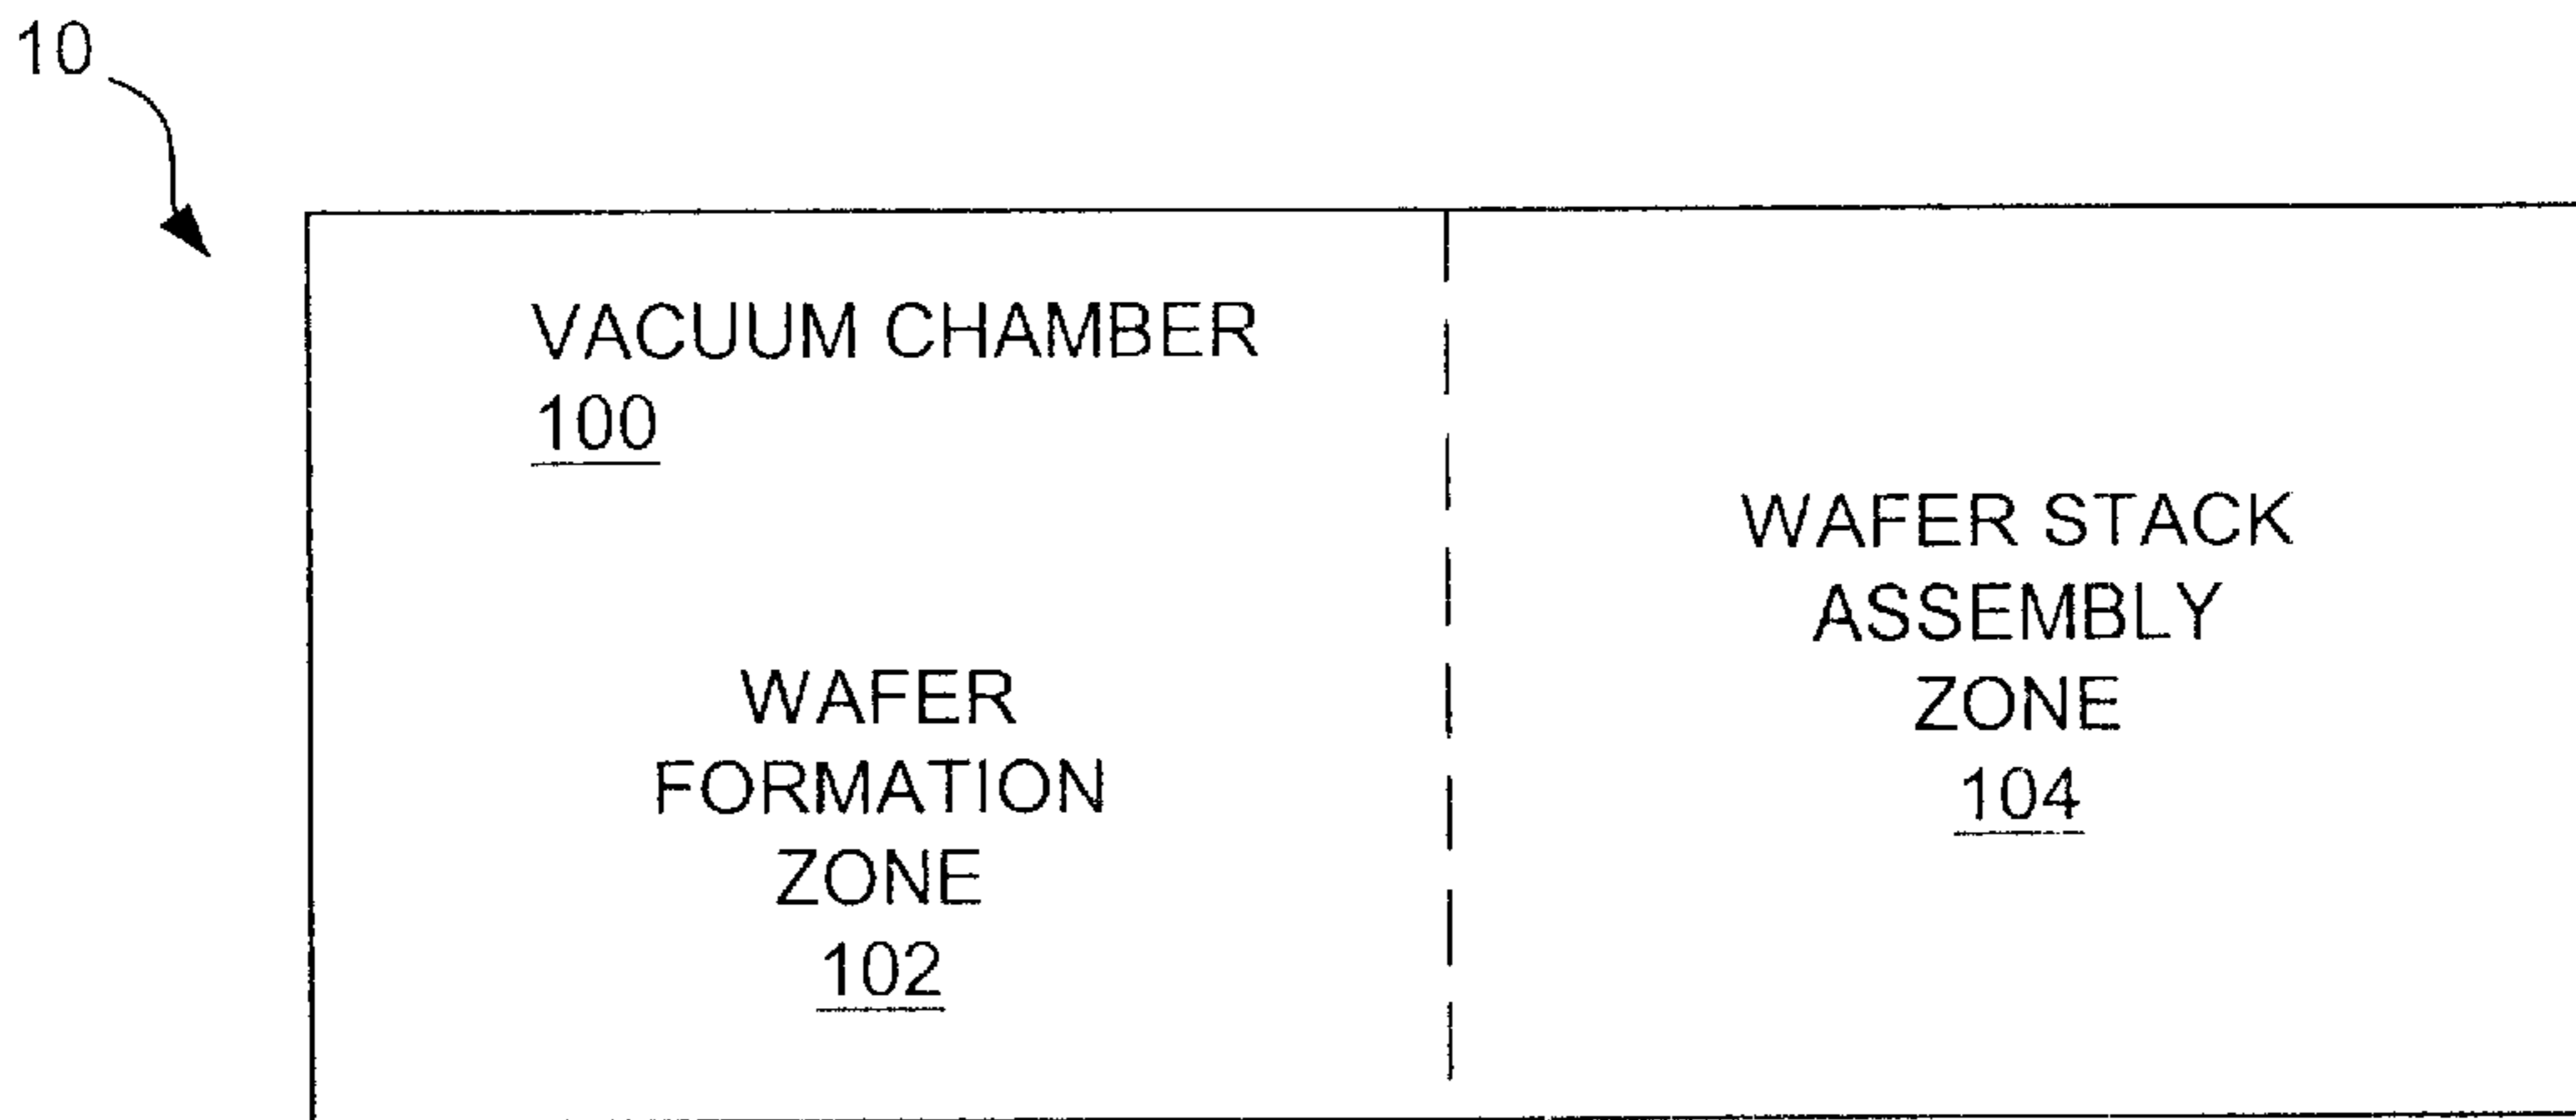 10
VACUUM CHAMBER
100
WAFER
FORMATION
ZONE
102
WAFER STACK
ASSEMBLY
ZONE
104